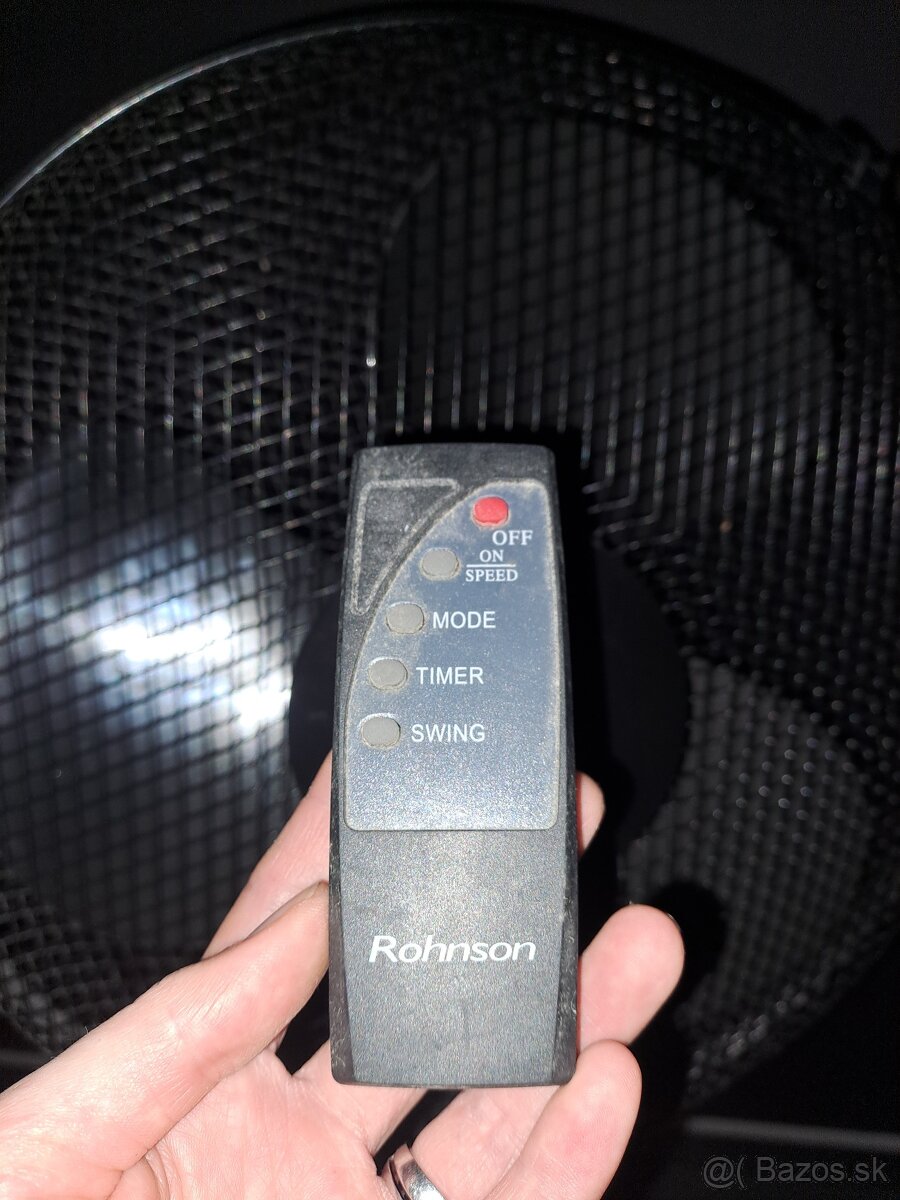 OFF
ON
SPEED
MODE
TIMER
SWING
Rohnson
@( Bazos.sk